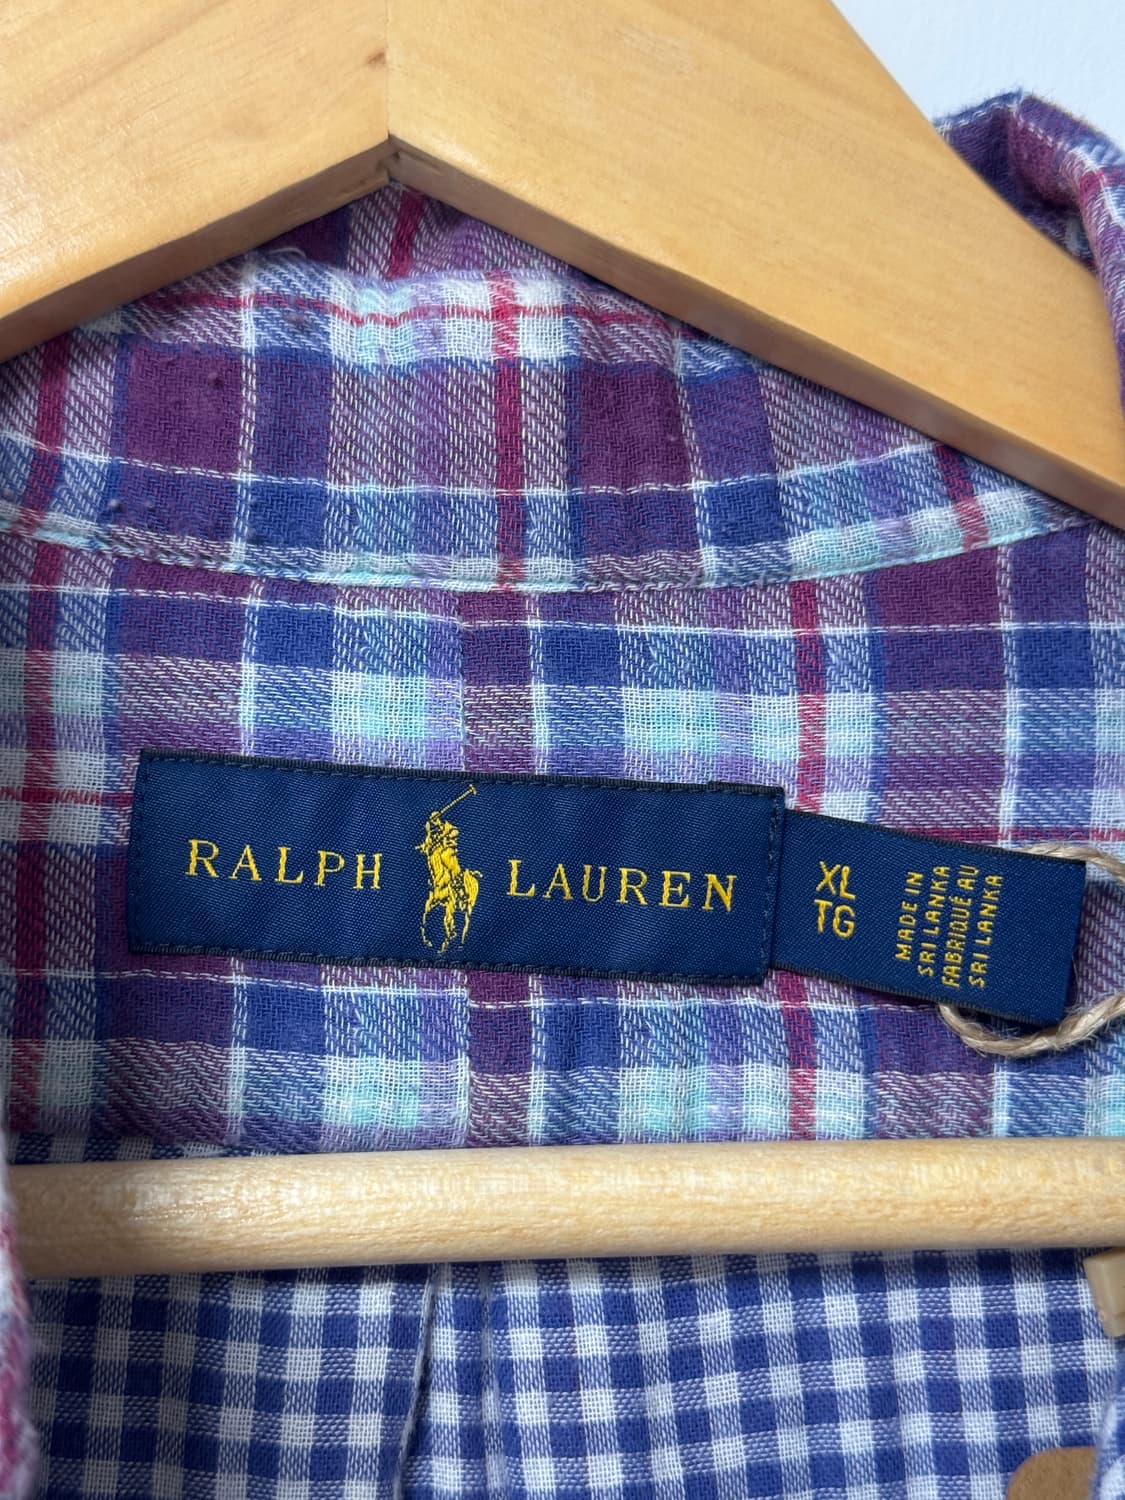 RALPH LAUREN
XL
TG
MADE IN
SRI LANKA
FABRIQUÉ AU
SRI LANKA